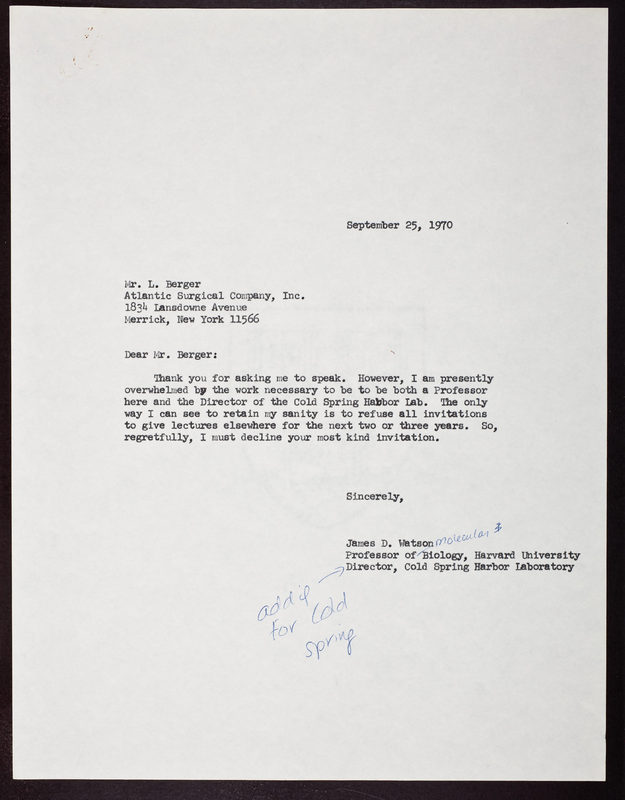 September 25, 1970
Mr. L. Berger
Atlantic Surgical Company, Inc.
1834 Lansdowne Avenue
Merrick, New York 11566
Dear Mr. Berger:
Thank you for asking me to speak. However, I am presently
overwhelmed by the work necessary to be to be both a Professor
here and the Director of the Cold Spring Habbor Lab. The only
way I can see to retain my sanity is to refuse all invitations
to give lectures elsewhere for the next two or three years. So,
regretfully, I must decline your most kind invitation.
Sincerely,
James D. Watson
molecular
Professor of Biology, Harvard University
Director, Cold Spring Harbor Laboratory
add'l
for Cold
spring